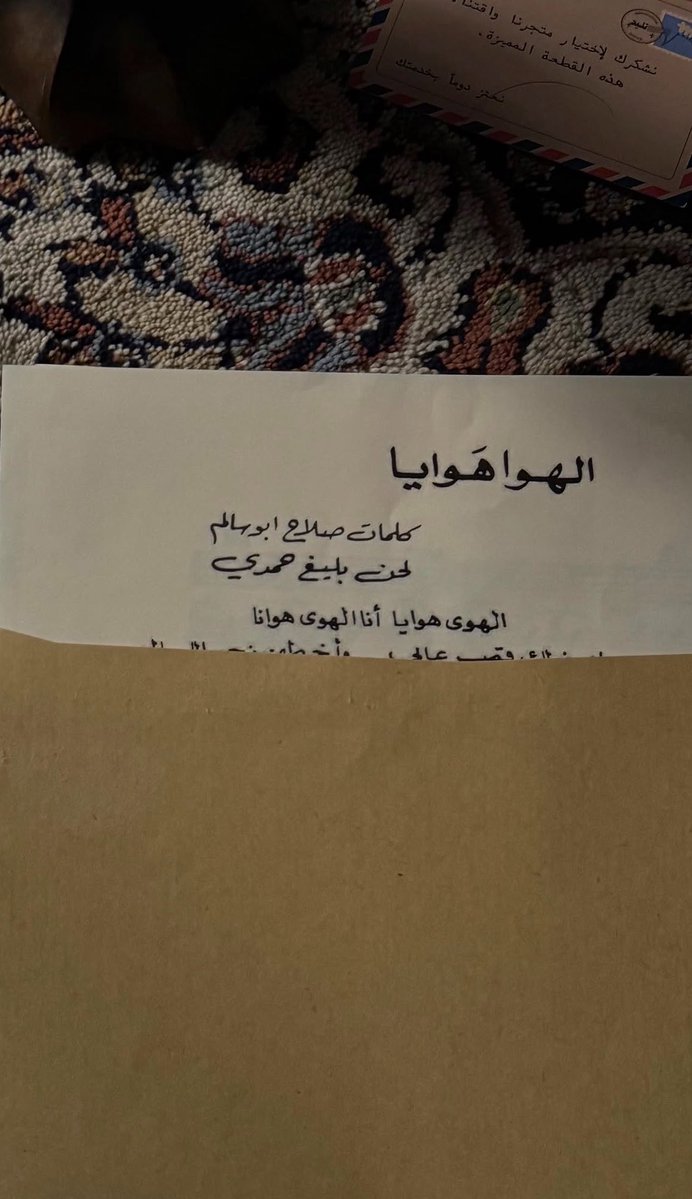 نشكرك لإختيار متجرنا واقتنا
هذه القطعة المميزة.
نعتز دوماً بخدمتك
الهوا هَوايا
كلمات صلاح ابو سالم
لحن بليغ حمدي
الهوى هوايا أنا الهوى هوانا